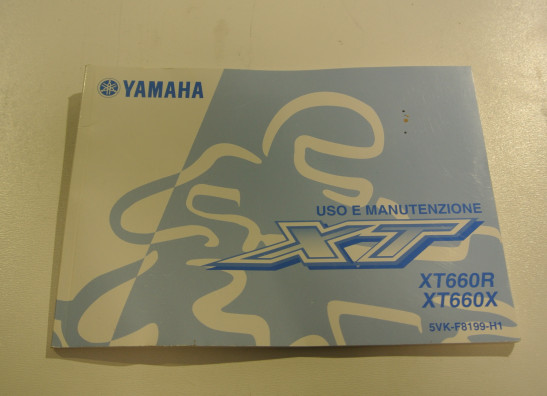 YAMAHA
USO E MANUTENZIONE
XT
XT660R
XT660X
5VK-F8199-H1